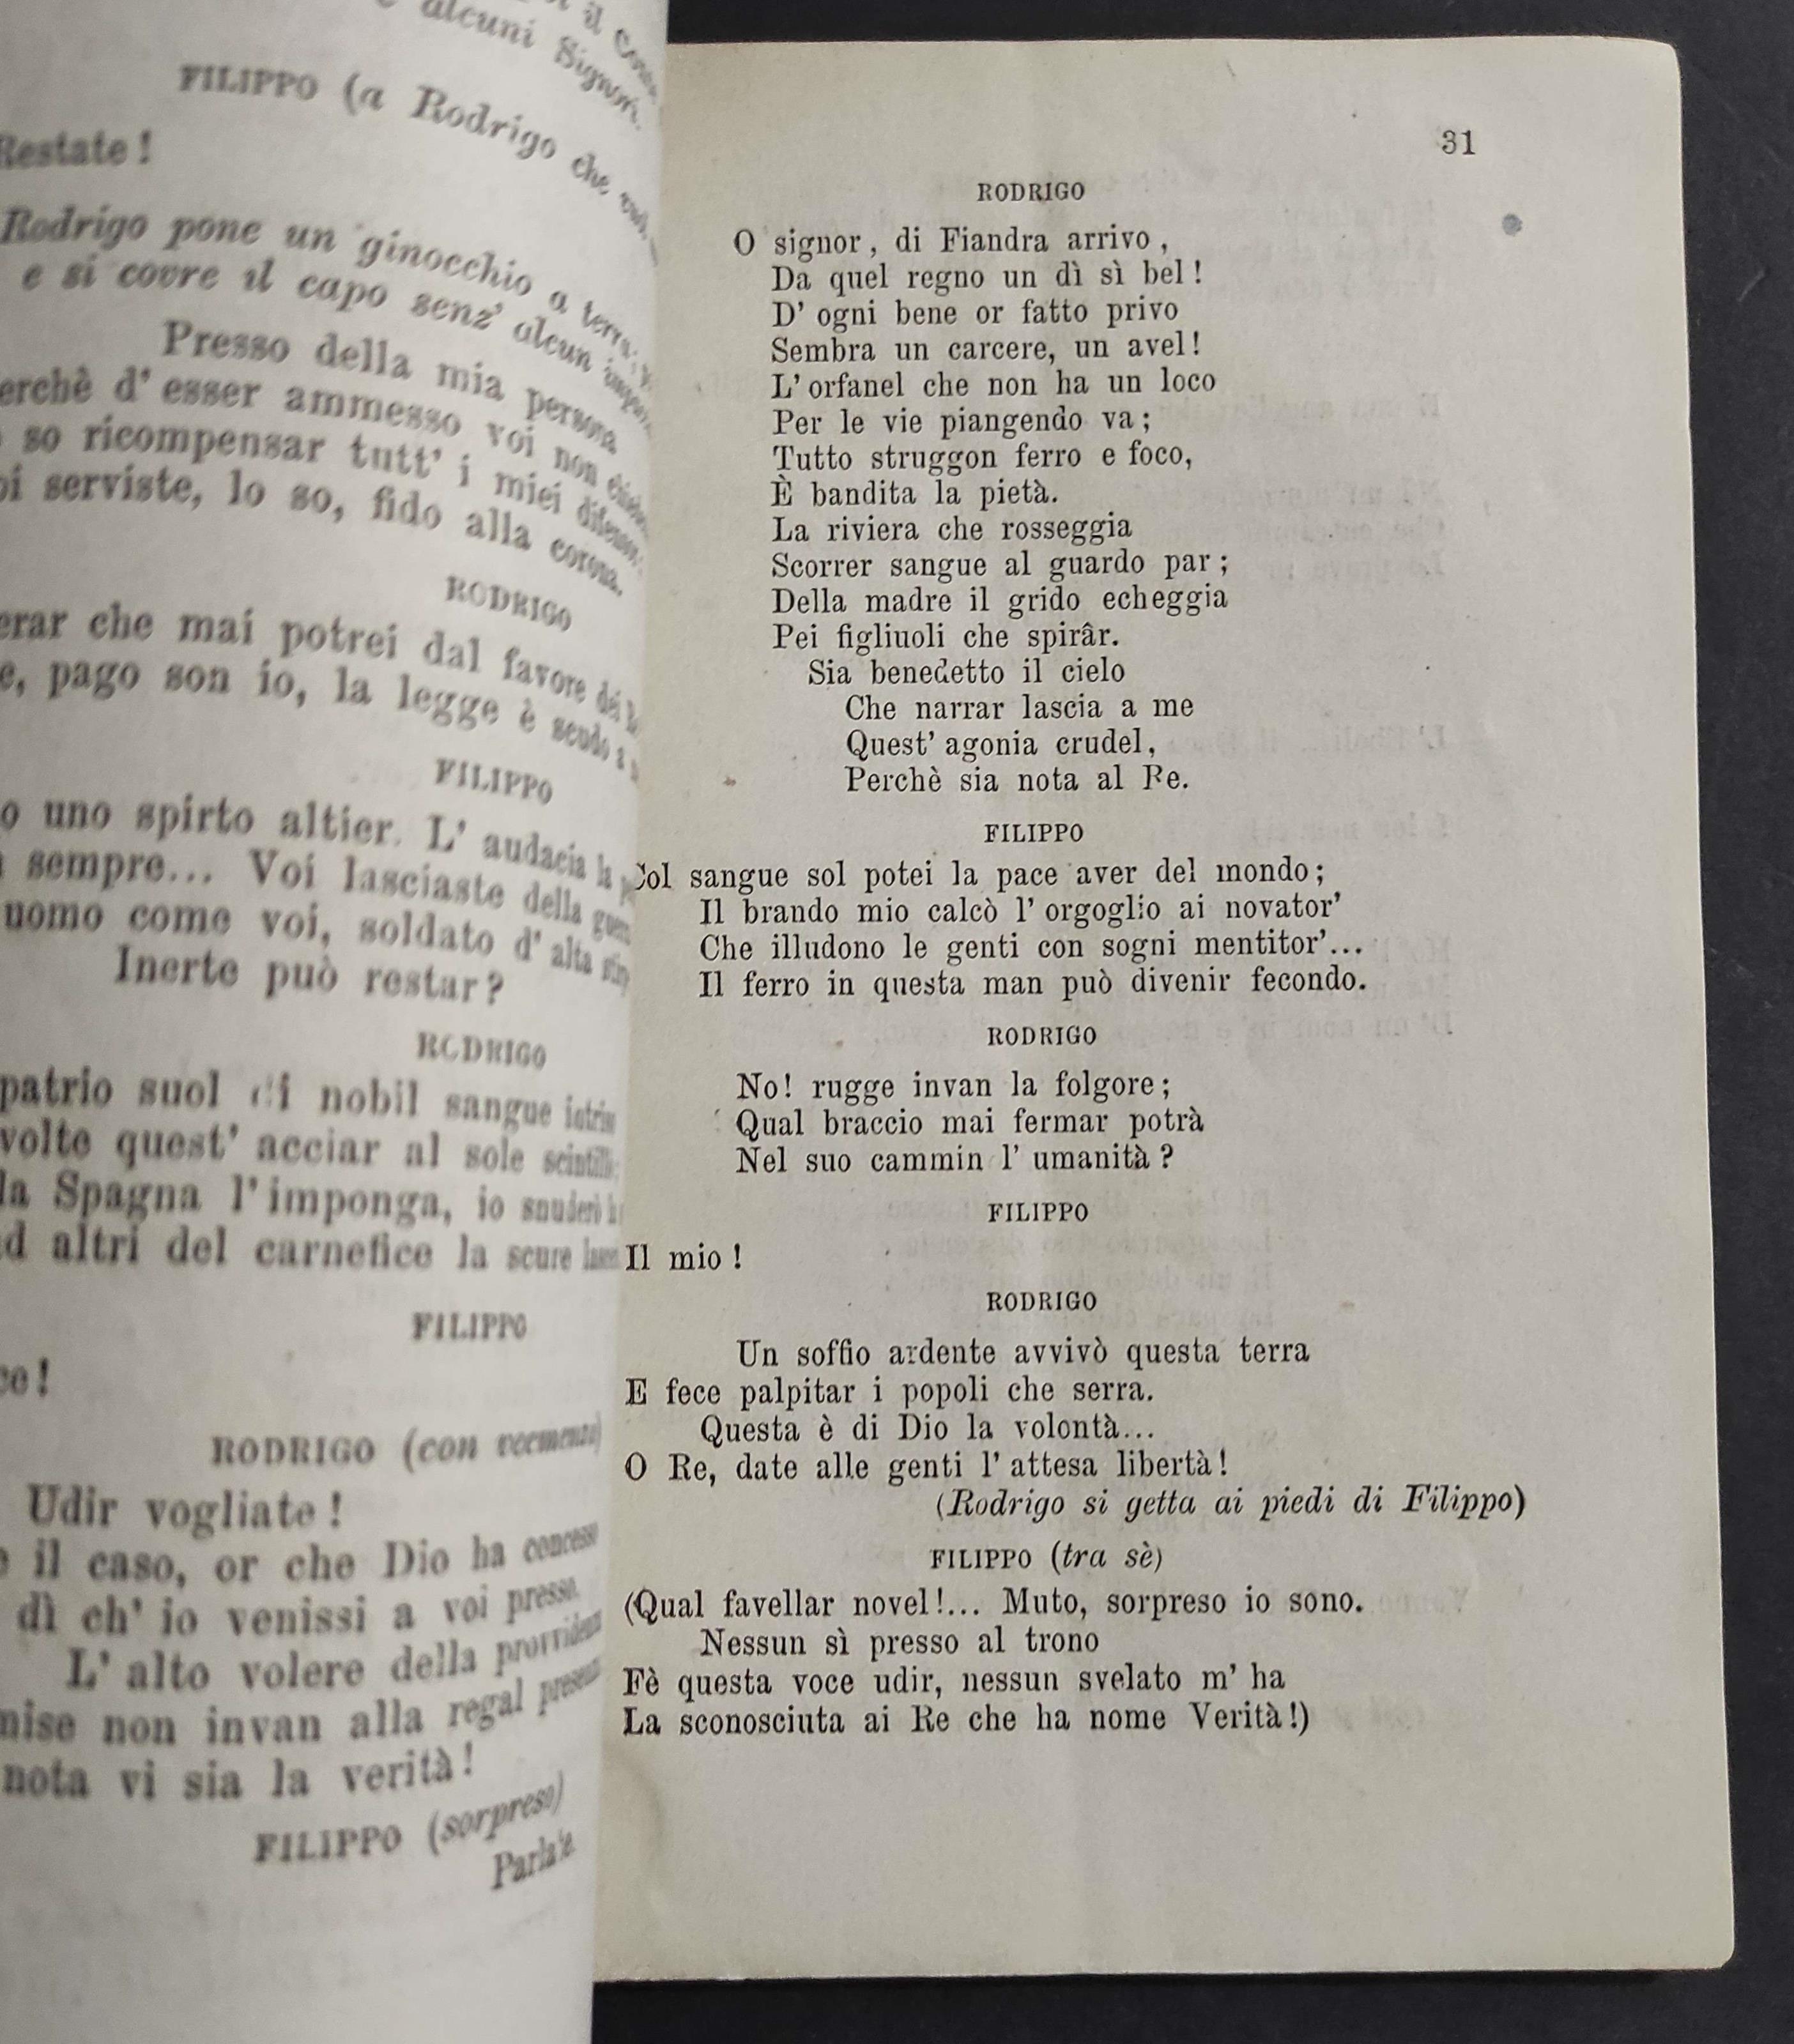 il
alcuni Signori.
FILIPPO (a Rodrigo che
Restate!
Rodrigo pone un ginocchio a terra;
e si covre il capo senz' alcun
Presso della mia persona
d' esser ammesso voi non
so ricompensar tutt' i miei difensor
serviste, lo so, fido alla corona.
RODRIGO
che mai potrei dal favore dei
pago son io, la legge è scudo a
FILIPPO
uno spirto altier. L' audacia la
sempre... Voi lasciaste della
uomo come voi, soldato d' alta
Inerte può restar?
RODRIGO
patrio suol di nobil sangue
volte quest' acciar al sole
la Spagna l' imponga, io snuderò
altri del carnefice la scure
FILIPPO
RODRIGO (con
Udir vogliate!
il caso, or che Dio ha concesso
dì ch' io venissi a voi presso.
L' alto volere della
non invan alla regal
nota vi sia la verità!
FILIPPO (sorpreso)
Parlate
31
RODRIGO
O signor, di Fiandra arrivo,
Da quel regno un dì sì bel!
D' ogni bene or fatto privo
Sembra un carcere, un avel!
L' orfanel che non ha un loco
Per le vie piangendo va;
Tutto struggon ferro e foco,
È bandita la pietà.
La riviera che rosseggia
Scorrer sangue al guardo par;
Della madre il grido echeggia
Pei figliuoli che spirâr.
Sia benedetto il cielo
Che narrar lascia a me
Quest' agonia crudel,
Perchè sia nota al Re.
FILIPPO
Col sangue sol potei la pace aver del mondo;
Il brando mio calcò l' orgoglio ai novator'
Che illudono le genti con sogni mentitor'...
Il ferro in questa man può divenir fecondo.
RODRIGO
No! rugge invan la folgore;
Qual braccio mai fermar potrà
Nel suo cammin l' umanità?
FILIPPO
Il mio!
RODRIGO
Un soffio ardente avvivò questa terra
E fece palpitar i popoli che serra.
Questa è di Dio la volontà...
O Re, date alle genti l' attesa libertà!
(Rodrigo si getta ai piedi di Filippo)
FILIPPO (tra sè)
(Qual favellar novel!... Muto, sorpreso io sono.
Nessun sì presso al trono
Fè questa voce udir, nessun svelato m' ha
La sconosciuta ai Re che ha nome Verità!)